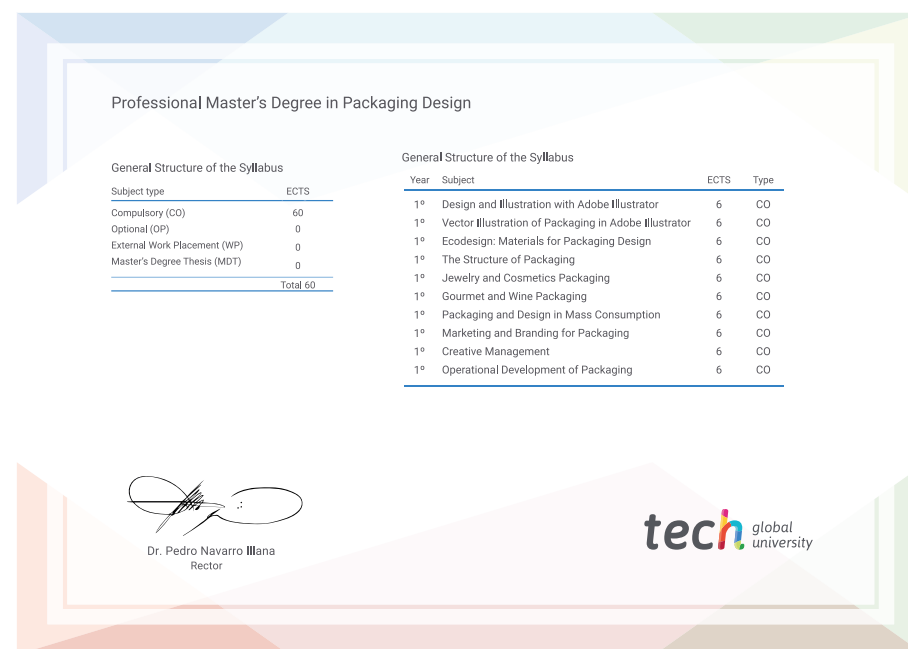 Professional Master's Degree in Packaging Design
General Structure of the Syllabus
Subject type ECTS
Compulsory (CO) 60
Optional (OP) 0
External Work Placement (WP) 0
Master's Degree Thesis (MDT) 0
Total 60
General Structure of the Syllabus
Year Subject ECTS Type
1º Design and Illustration with Adobe Illustrator 6 CO
1º Vector Illustration of Packaging in Adobe Illustrator 6 CO
1º Ecodesign: Materials for Packaging Design 6 CO
1º The Structure of Packaging 6 CO
1º Jewelry and Cosmetics Packaging 6 CO
1º Gourmet and Wine Packaging 6 CO
1º Packaging and Design in Mass Consumption 6 CO
1º Marketing and Branding for Packaging 6 CO
1º Creative Management 6 CO
1º Operational Development of Packaging 6 CO
Dr. Pedro Navarro Illana
Rector
tech global
university